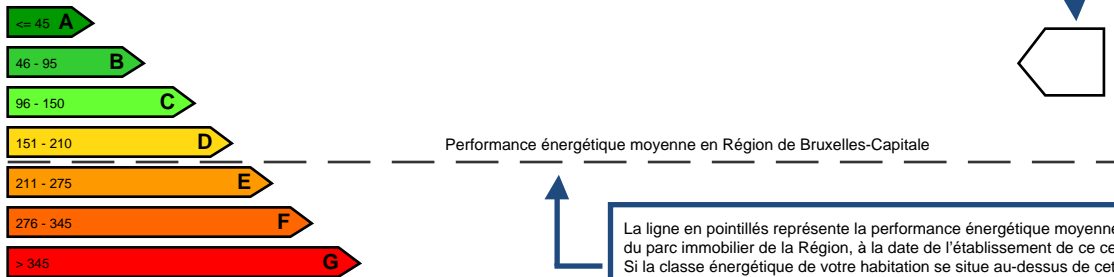 <= 45 A
46 - 95 B
96 - 150 C
151 - 210 D
Performance énergétique moyenne en Région de Bruxelles-Capitale
211 - 275 E
276 - 345 F
> 345 G
La ligne en pointillés représente la performance énergétique moyenne
du parc immobilier de la Région, à la date de l'établissement de ce
Si la classe énergétique de votre habitation se situe au-dessus de